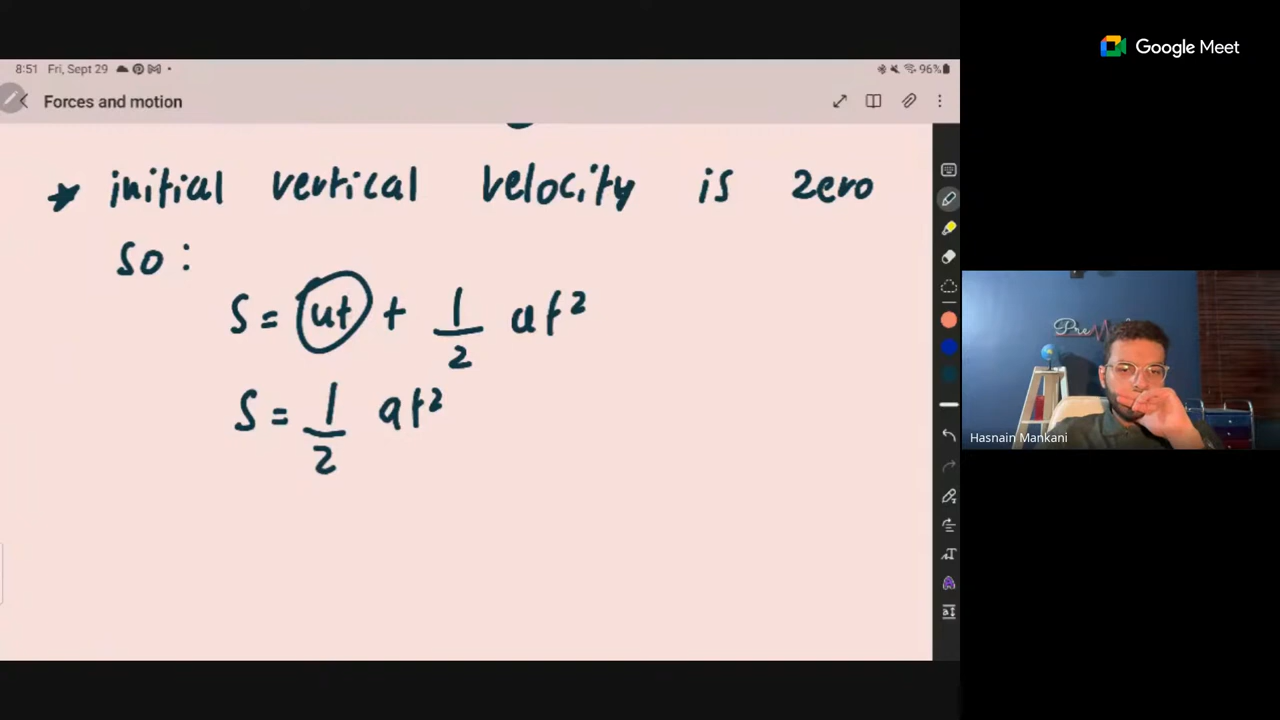 Google Meet
8:51 Fri, Sept 29
96%
Forces and motion
initial vertical velocity is zero
so:
S = ut + 1/2 at²
S = 1/2 at²
Hasnain Mankani